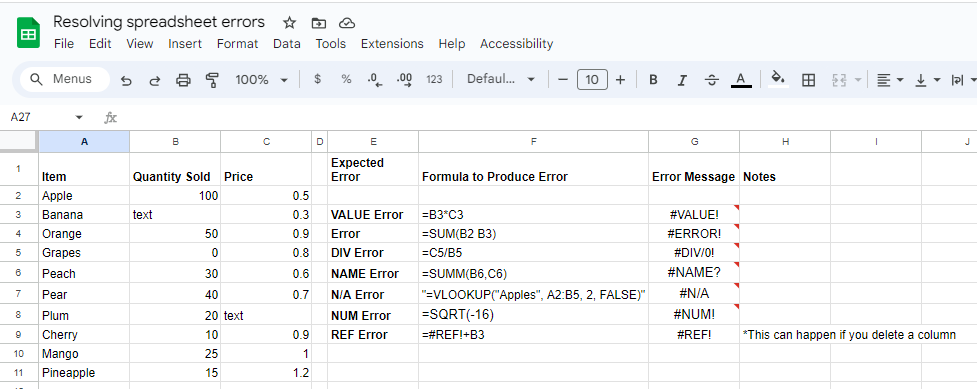 Resolving spreadsheet errors
File Edit View Insert Format Data Tools Extensions Help Accessibility
Menus 100% $ % .0 .00 123 Defaul... − 10 + B I S A
A27 fx
A B C D E F G H I J
1 Item Quantity Sold Price Expected Error Formula to Produce Error Error Message Notes
2 Apple 100 0.5
3 Banana text 0.3 VALUE Error =B3*C3 #VALUE!
4 Orange 50 0.9 Error =SUM(B2 B3) #ERROR!
5 Grapes 0 0.8 DIV Error =C5/B5 #DIV/0!
6 Peach 30 0.6 NAME Error =SUMM(B6,C6) #NAME?
7 Pear 40 0.7 N/A Error "=VLOOKUP("Apples", A2:B5, 2, FALSE)" #N/A
8 Plum 20 text NUM Error =SQRT(-16) #NUM!
9 Cherry 10 0.9 REF Error =#REF!+B3 #REF! *This can happen if you delete a column
10 Mango 25 1
11 Pineapple 15 1.2